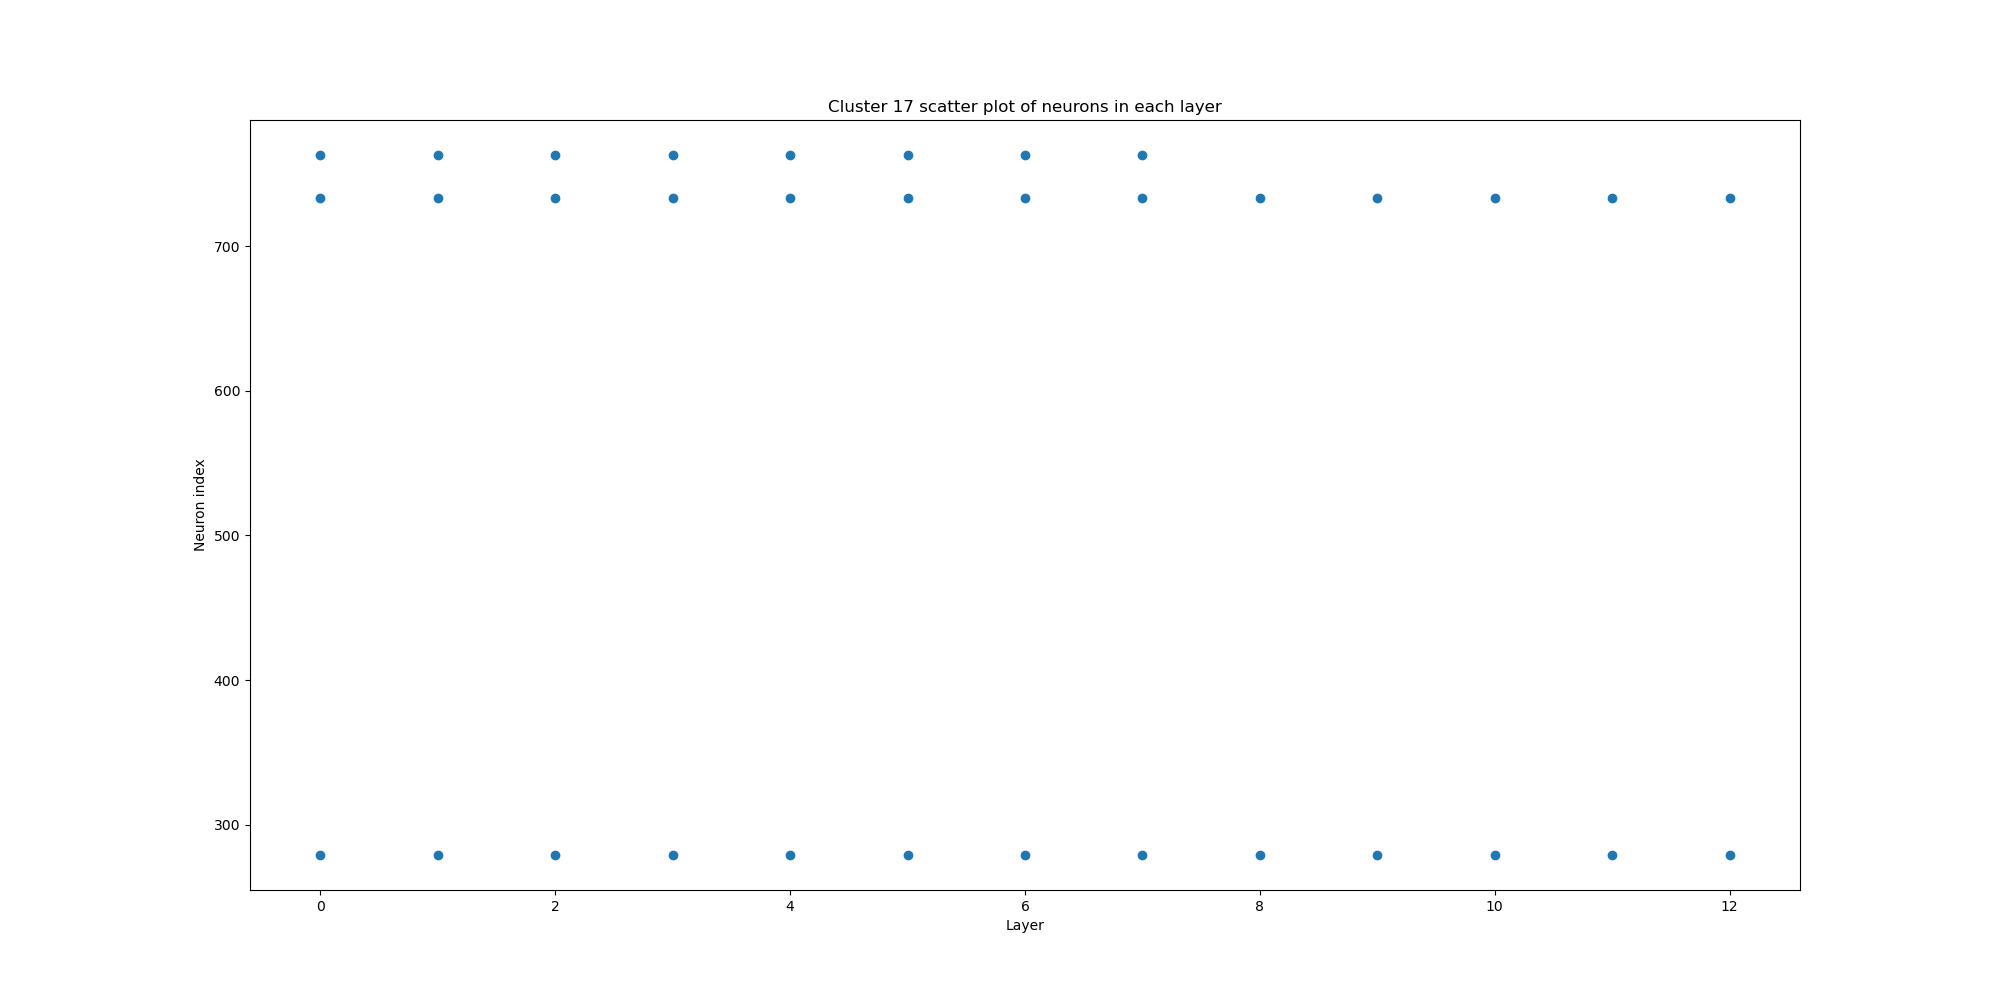 Cluster 17 scatter plot of neurons in each layer
700
600
500
400
300
Neuron index
0 2 4 6 8 10 12
Layer